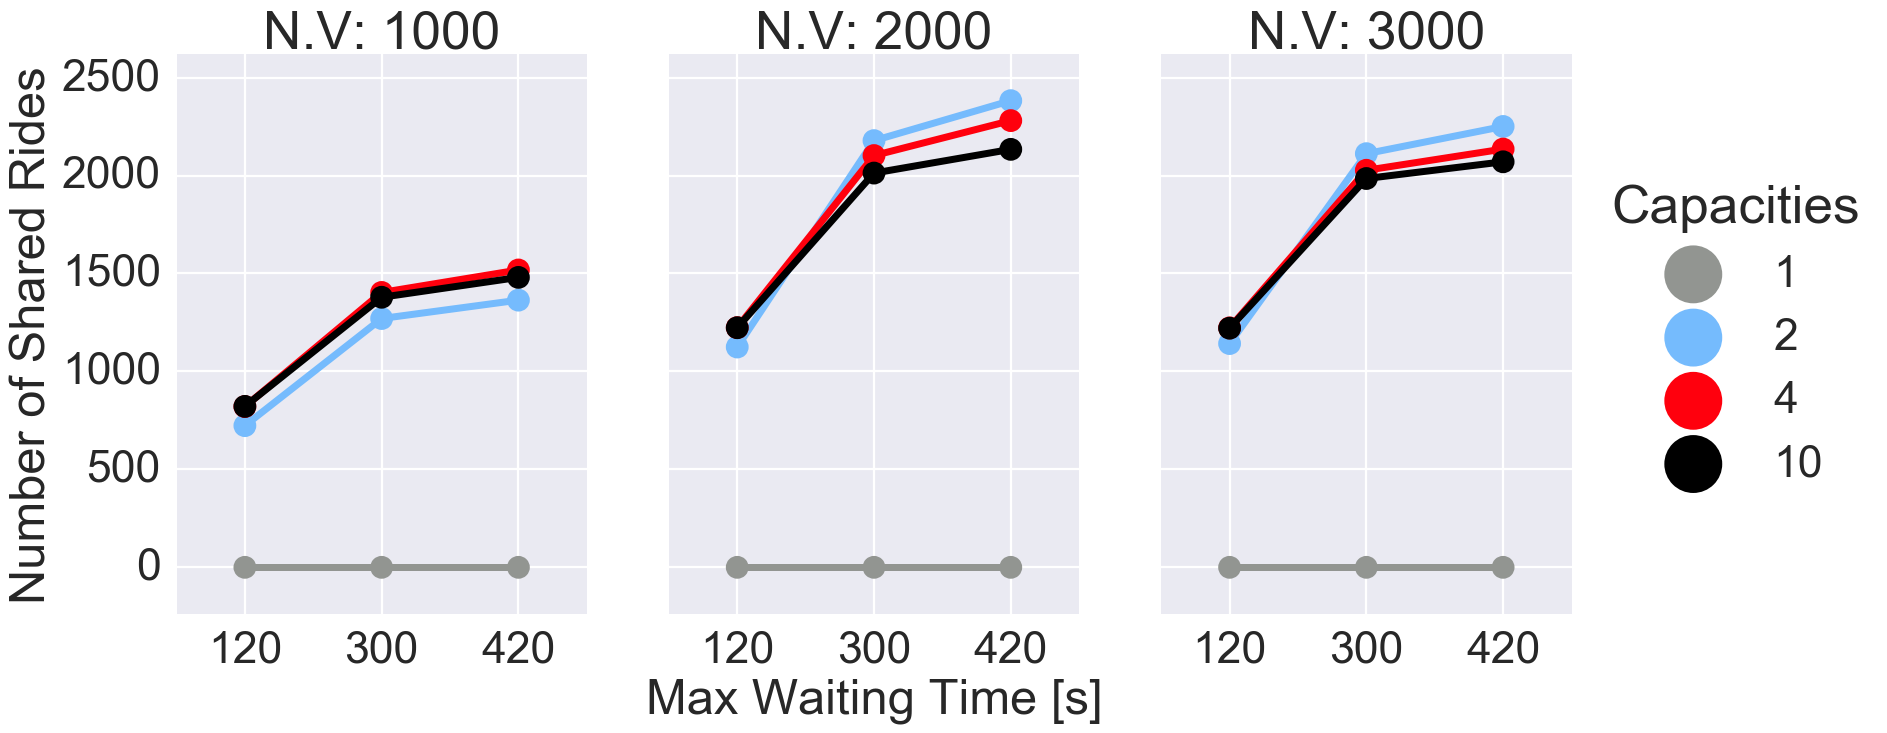 N.V: 1000
N.V: 2000
N.V: 3000
Number of Shared Rides
2500
2000
1500
1000
500
0
120 300 420
120 300 420
120 300 420
Max Waiting Time [s]
Capacities
1
2
4
10